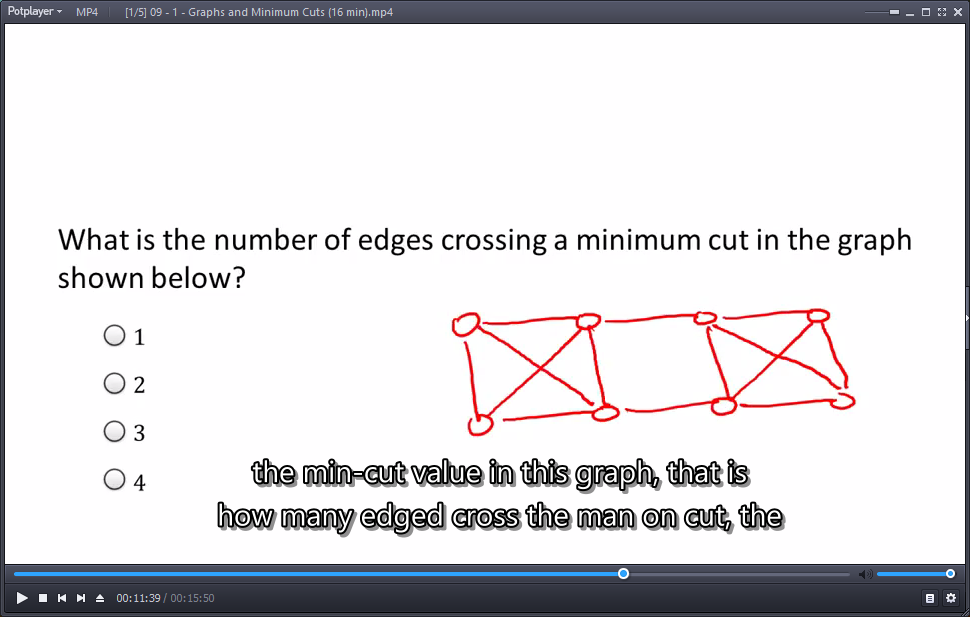 Potplayer MP4 [1/5] 09 - 1 - Graphs and Minimum Cuts (16 min).mp4
What is the number of edges crossing a minimum cut in the graph
shown below?
1
2
3
4
the min-cut value in this graph, that is
how many edged cross the man on cut, the
00:11:39 / 00:15:50